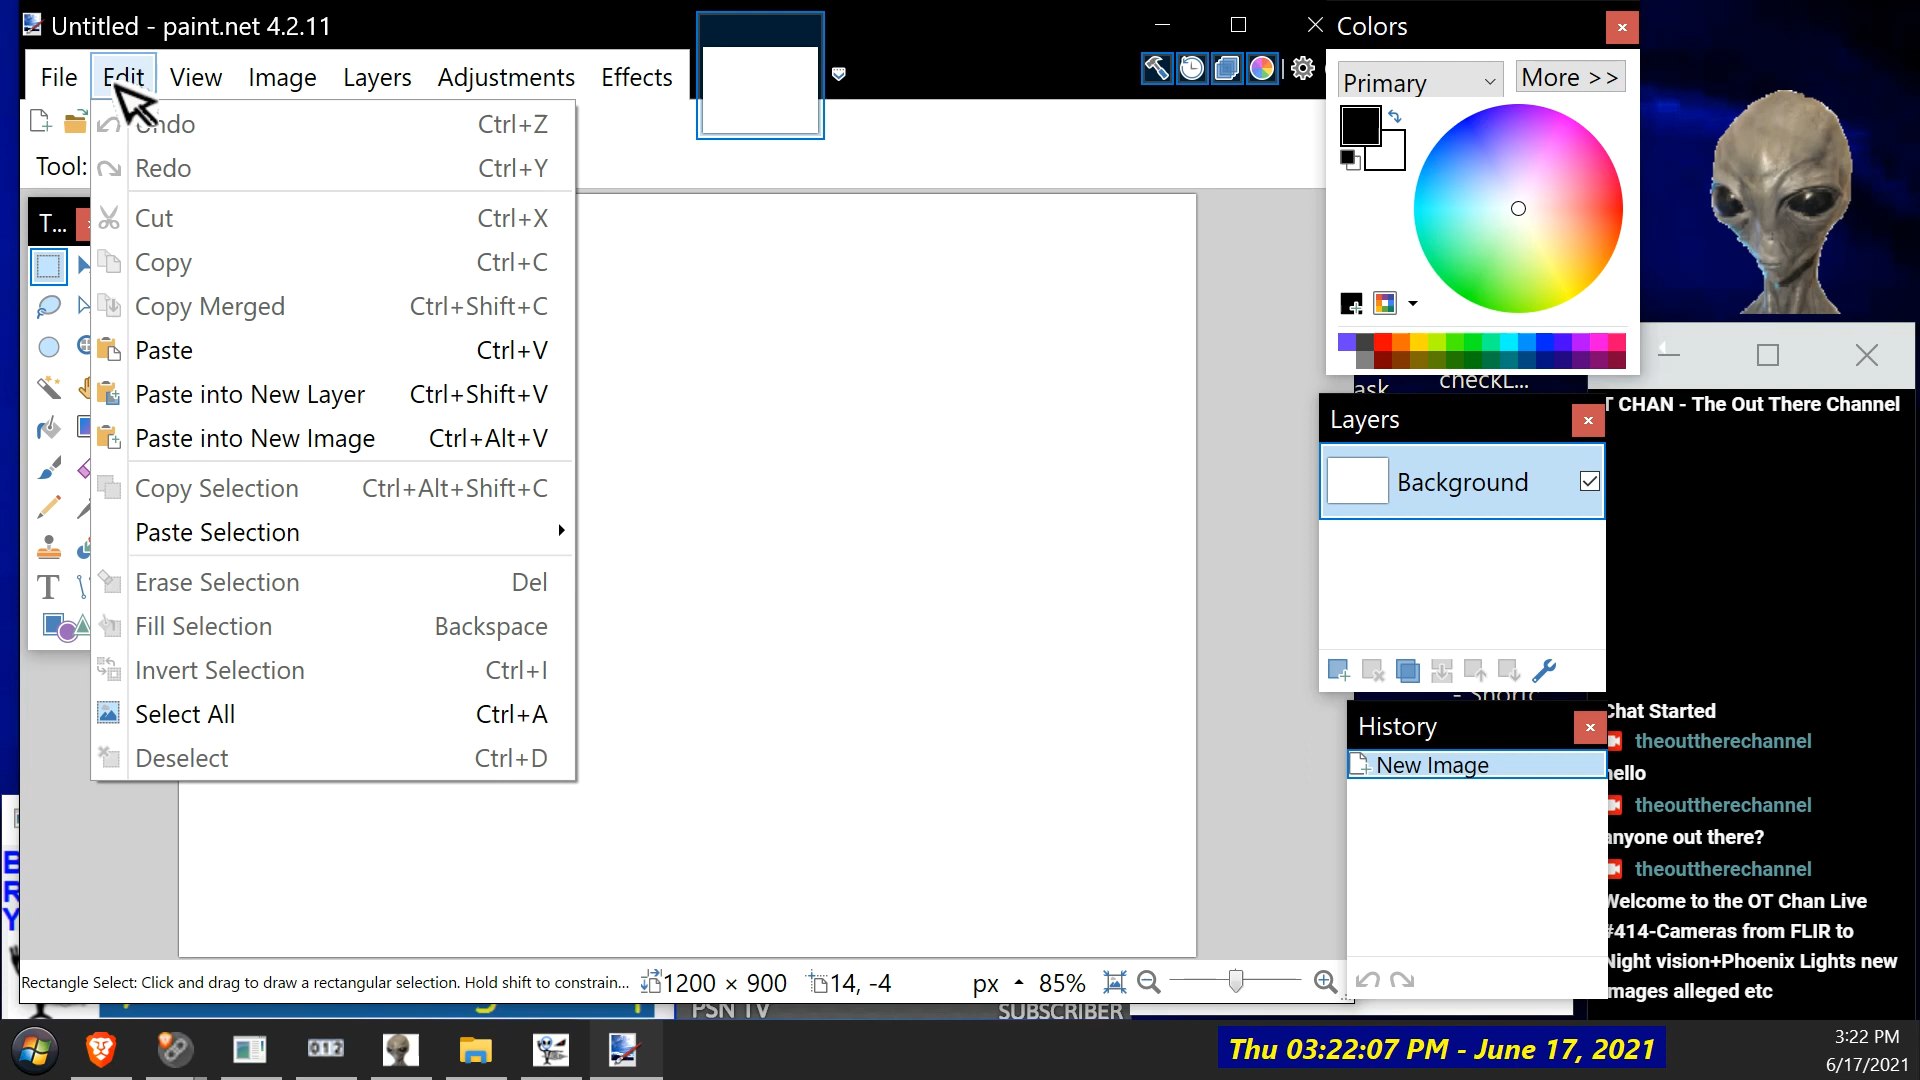 Untitled - paint.net 4.2.11
File Edit View Image Layers Adjustments Effects
Tool:
T...
Undo Ctrl+Z
Redo Ctrl+Y
Cut Ctrl+X
Copy Ctrl+C
Copy Merged Ctrl+Shift+C
Paste Ctrl+V
Paste into New Layer Ctrl+Shift+V
Paste into New Image Ctrl+Alt+V
Copy Selection Ctrl+Alt+Shift+C
Paste Selection
Erase Selection Del
Fill Selection Backspace
Invert Selection Ctrl+I
Select All Ctrl+A
Deselect Ctrl+D
Colors
Primary More >>
ask checkL...
Layers
Background
History
New Image
T CHAN - The Out There Channel
Chat Started
theouttherechannel
hello
theouttherechannel
anyone out there?
theouttherechannel
Welcome to the OT Chan Live
#414-Cameras from FLIR to
Night vision+Phoenix Lights new
images alleged etc
B
R
Y
Rectangle Select: Click and drag to draw a rectangular selection. Hold shift to constrain... 1200 × 900 14, -4 px 85%
PSN TV SUBSCRIBER
012
Thu 03:22:07 PM - June 17, 2021
3:22 PM
6/17/2021